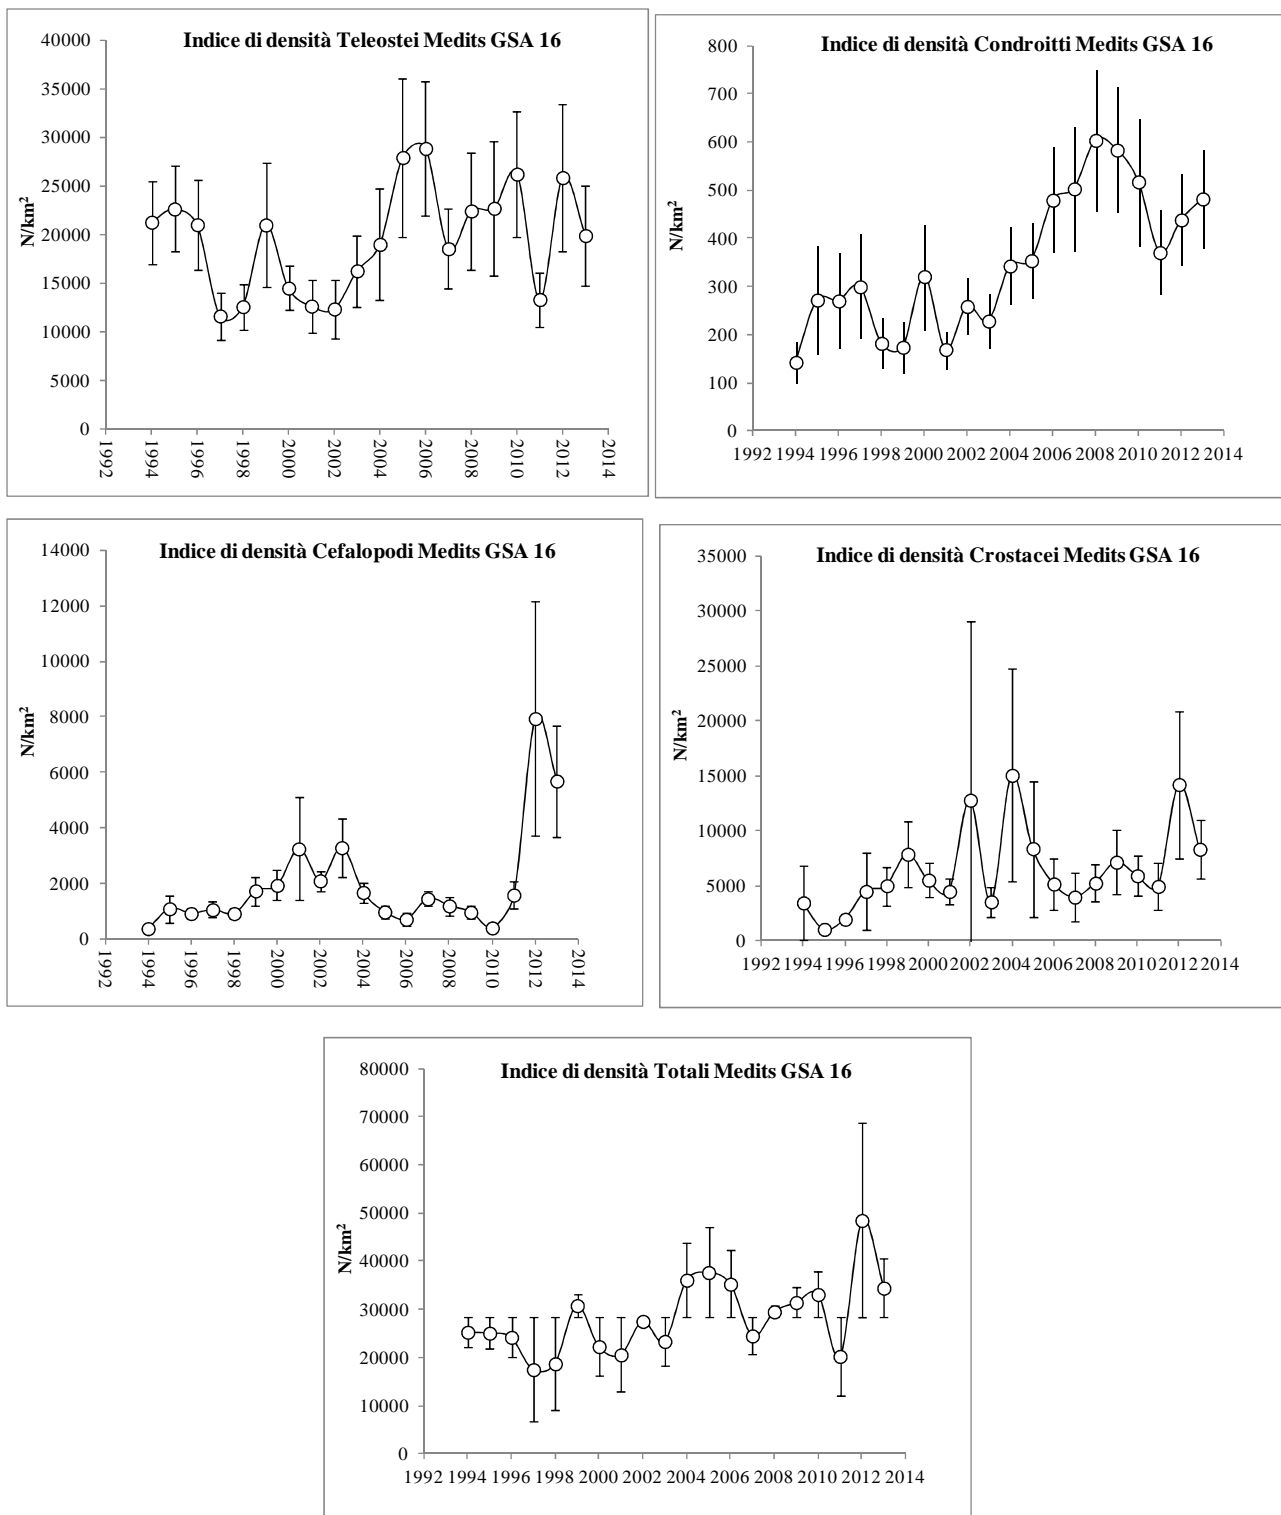 Indice di densità Teleostei Medits GSA 16
40000
35000
30000
25000
20000
15000
10000
5000
0
N/km²
1992 1994 1996 1998 2000 2002 2004 2006 2008 2010 2012 2014
Indice di densità Condroitti Medits GSA 16
800
700
600
500
400
300
200
100
0
N/km²
1992 1994 1996 1998 2000 2002 2004 2006 2008 2010 2012 2014
Indice di densità Cefalopodi Medits GSA 16
14000
12000
10000
8000
6000
4000
2000
0
N/km²
1992 1994 1996 1998 2000 2002 2004 2006 2008 2010 2012 2014
Indice di densità Crostacei Medits GSA 16
35000
30000
25000
20000
15000
10000
5000
0
N/km²
1992 1994 1996 1998 2000 2002 2004 2006 2008 2010 2012 2014
Indice di densità Totali Medits GSA 16
80000
70000
60000
50000
40000
30000
20000
10000
0
N/km²
1992 1994 1996 1998 2000 2002 2004 2006 2008 2010 2012 2014